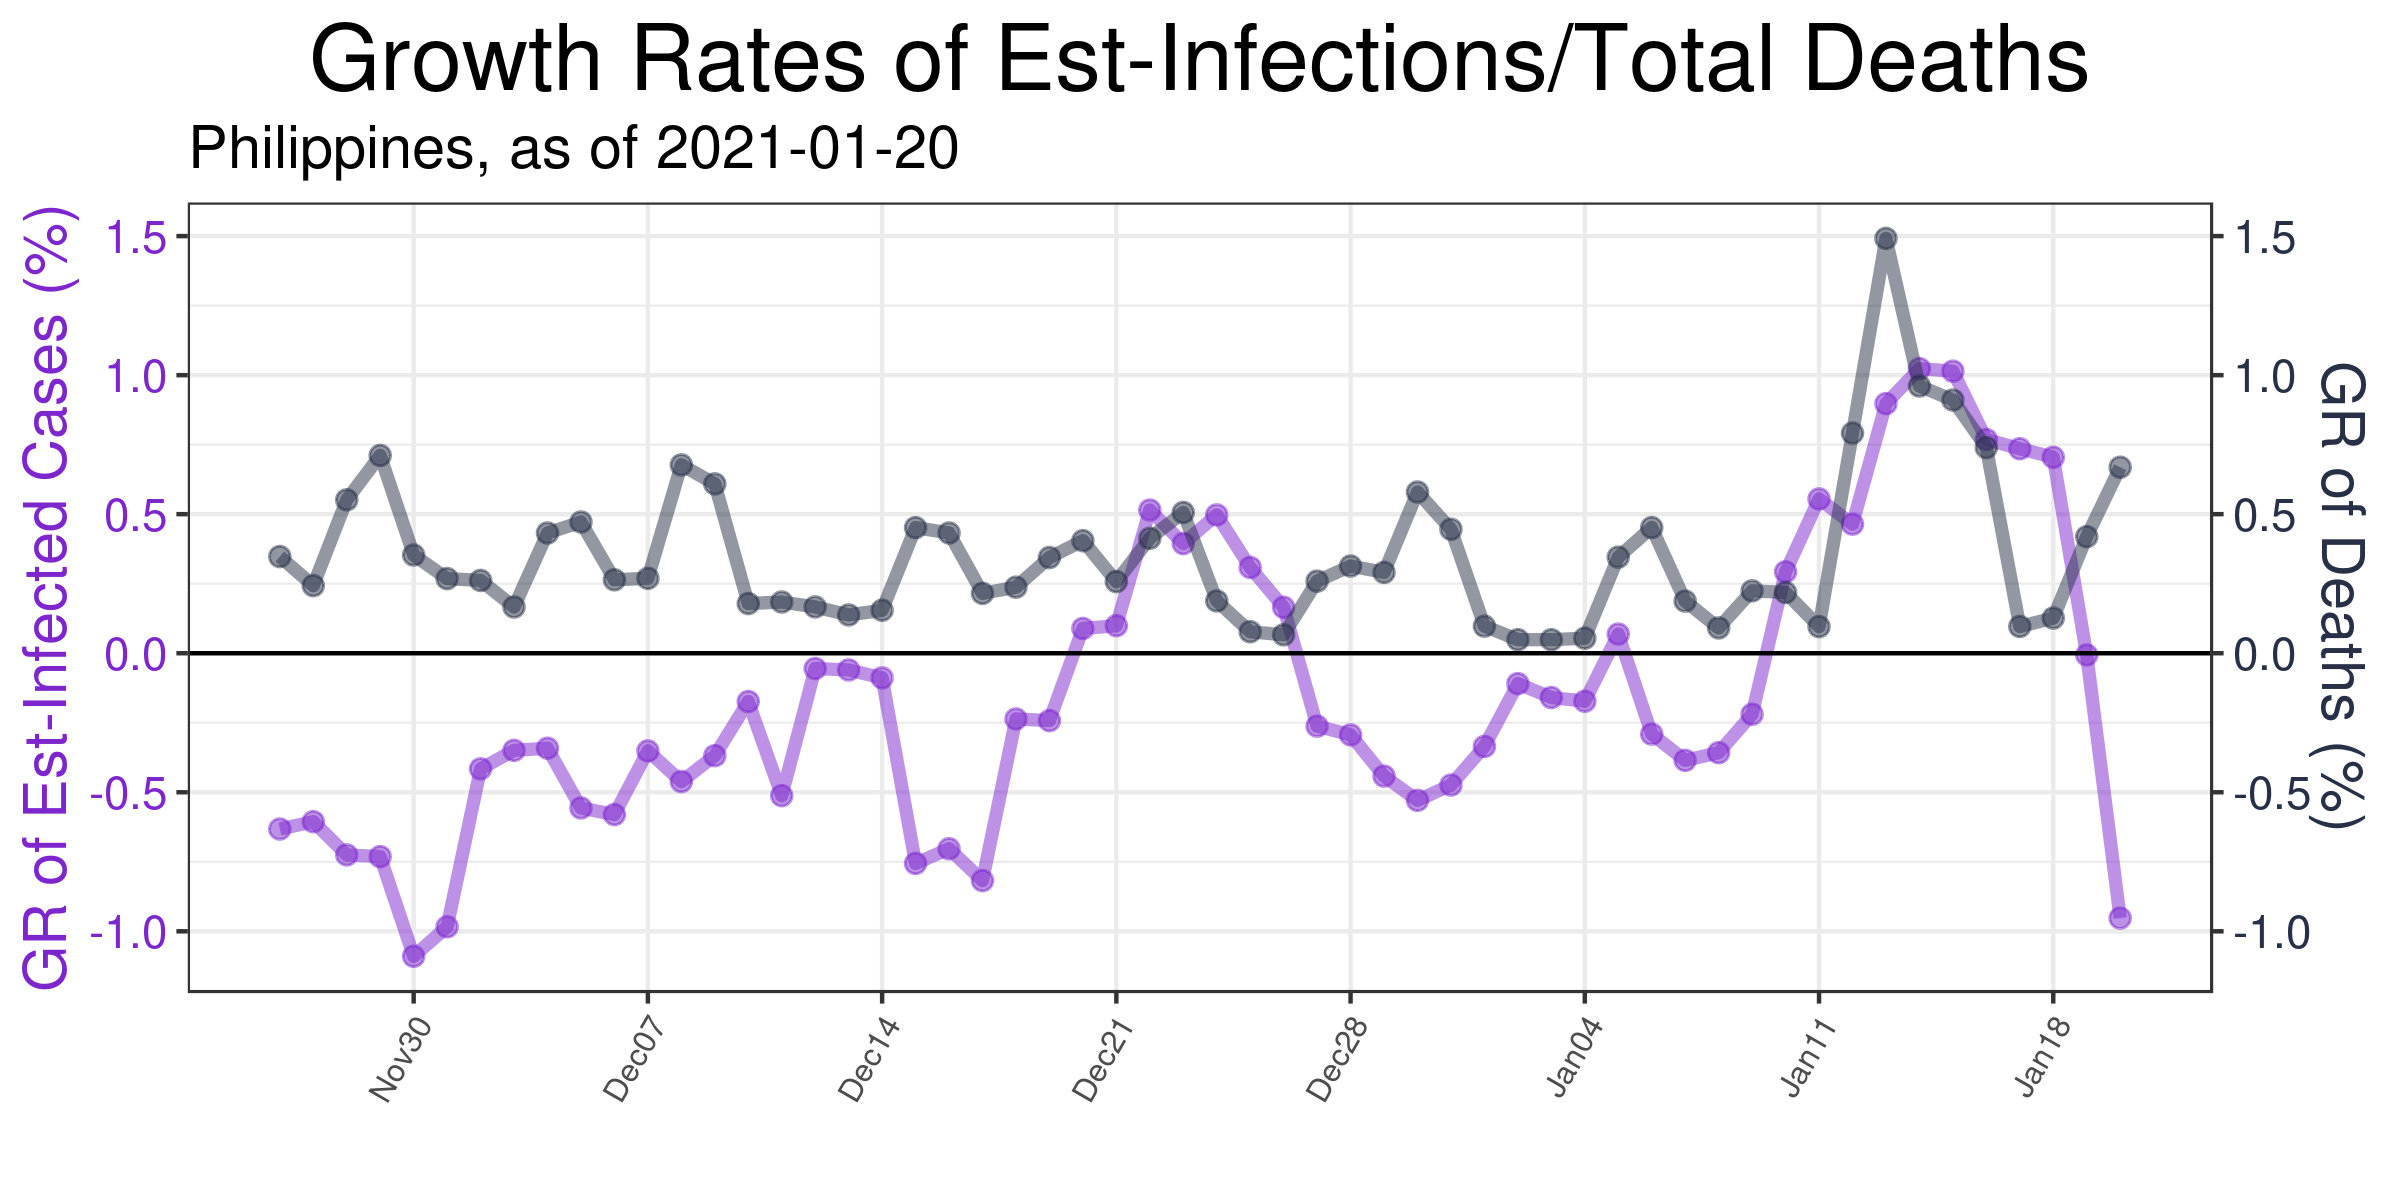 Growth Rates of Est-Infections/Total Deaths
Philippines, as of 2021-01-20
GR of Est-Infected Cases (%)
1.5
1.0
0.5
0.0
-0.5
-1.0
1.5
1.0
0.5
0.0
-0.5
-1.0
GR of Deaths (%)
Nov30
Dec07
Dec14
Dec21
Dec28
Jan04
Jan11
Jan18